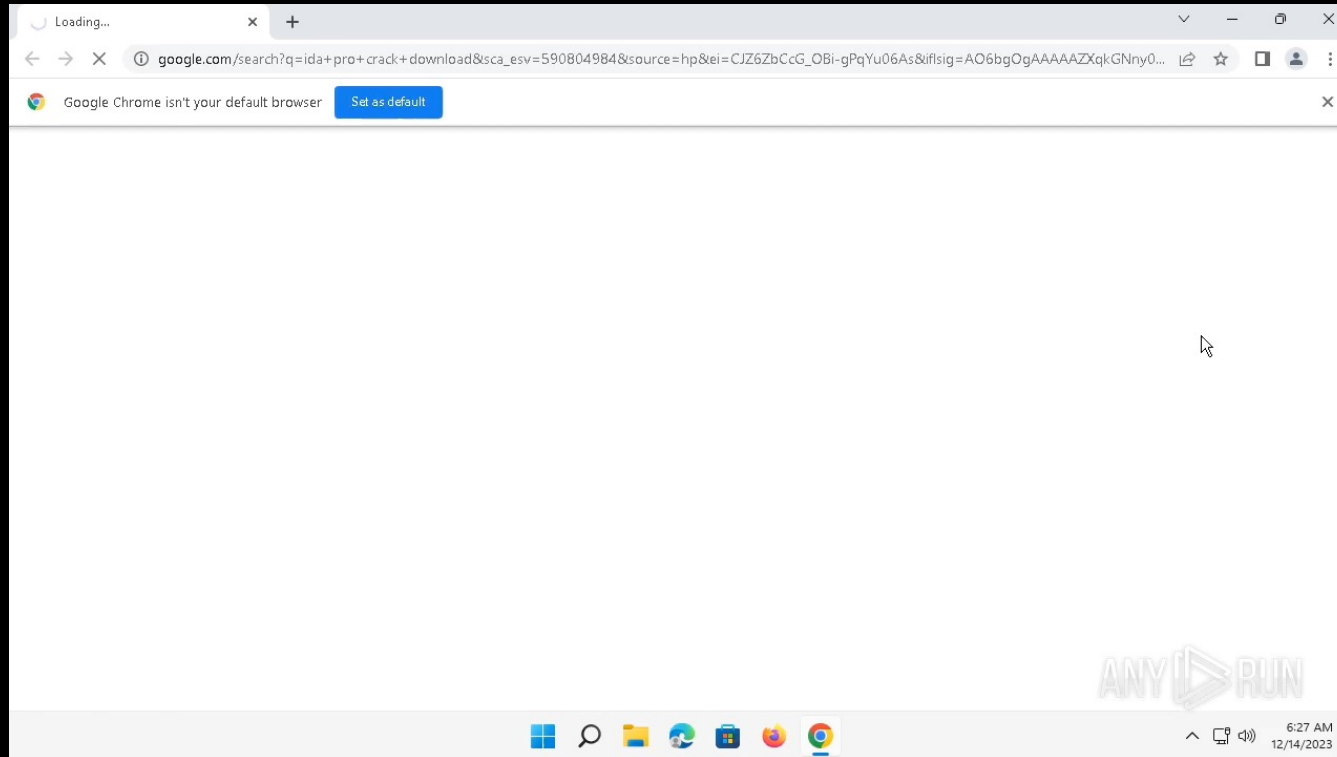 Loading...
google.com/search?q=ida+pro+crack+download&sca_esv=590804984&source=hp&ei=CJZ6ZbCcG_OBi-gPqYu06As&iflsig=AO6bgOgAAAAAZXqkGNny0...
Google Chrome isn't your default browser
Set as default
ANY RUN
6:27 AM
12/14/2023